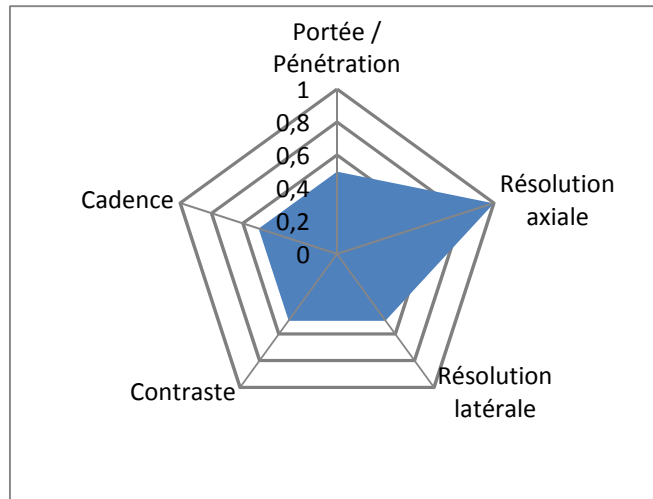 Portée /
Pénétration
1
0,8
0,6
0,4
0,2
0
Résolution
axiale
Cadence
Résolution
latérale
Contraste